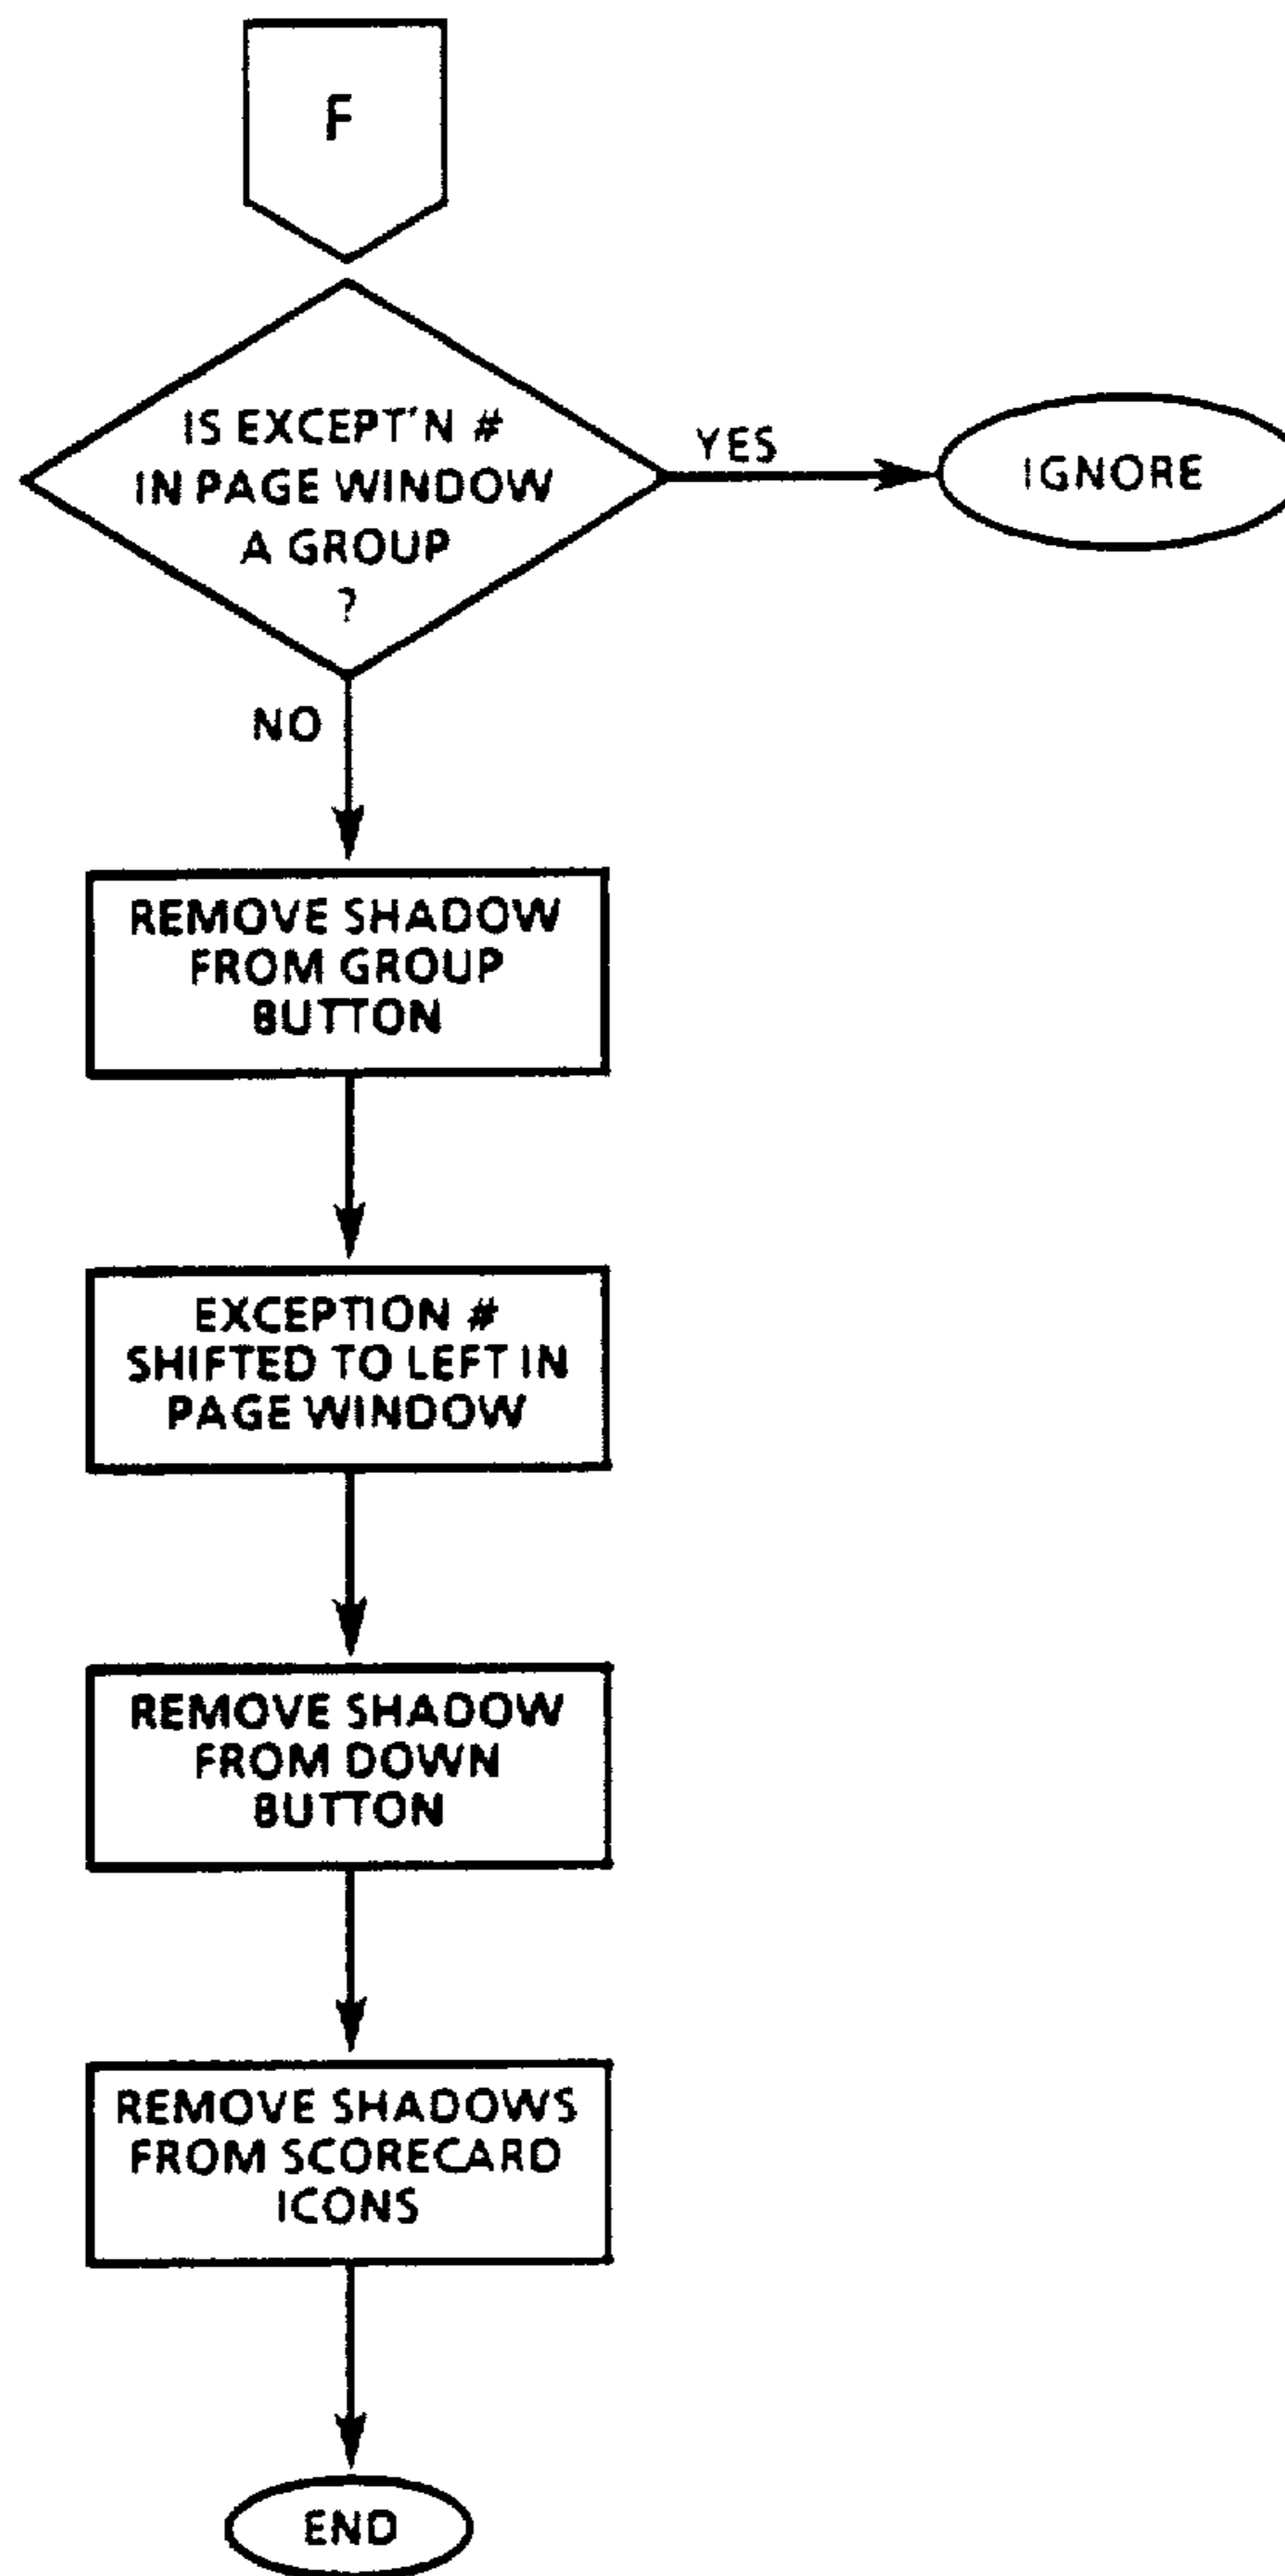 F
IS EXCEPT'N #
IN PAGE WINDOW
A GROUP
?
YES
IGNORE
NO
REMOVE SHADOW
FROM GROUP
BUTTON
EXCEPTION #
SHIFTED TO LEFT IN
PAGE WINDOW
REMOVE SHADOW
FROM DOWN
BUTTON
REMOVE SHADOWS
FROM SCORECARD
ICONS
END